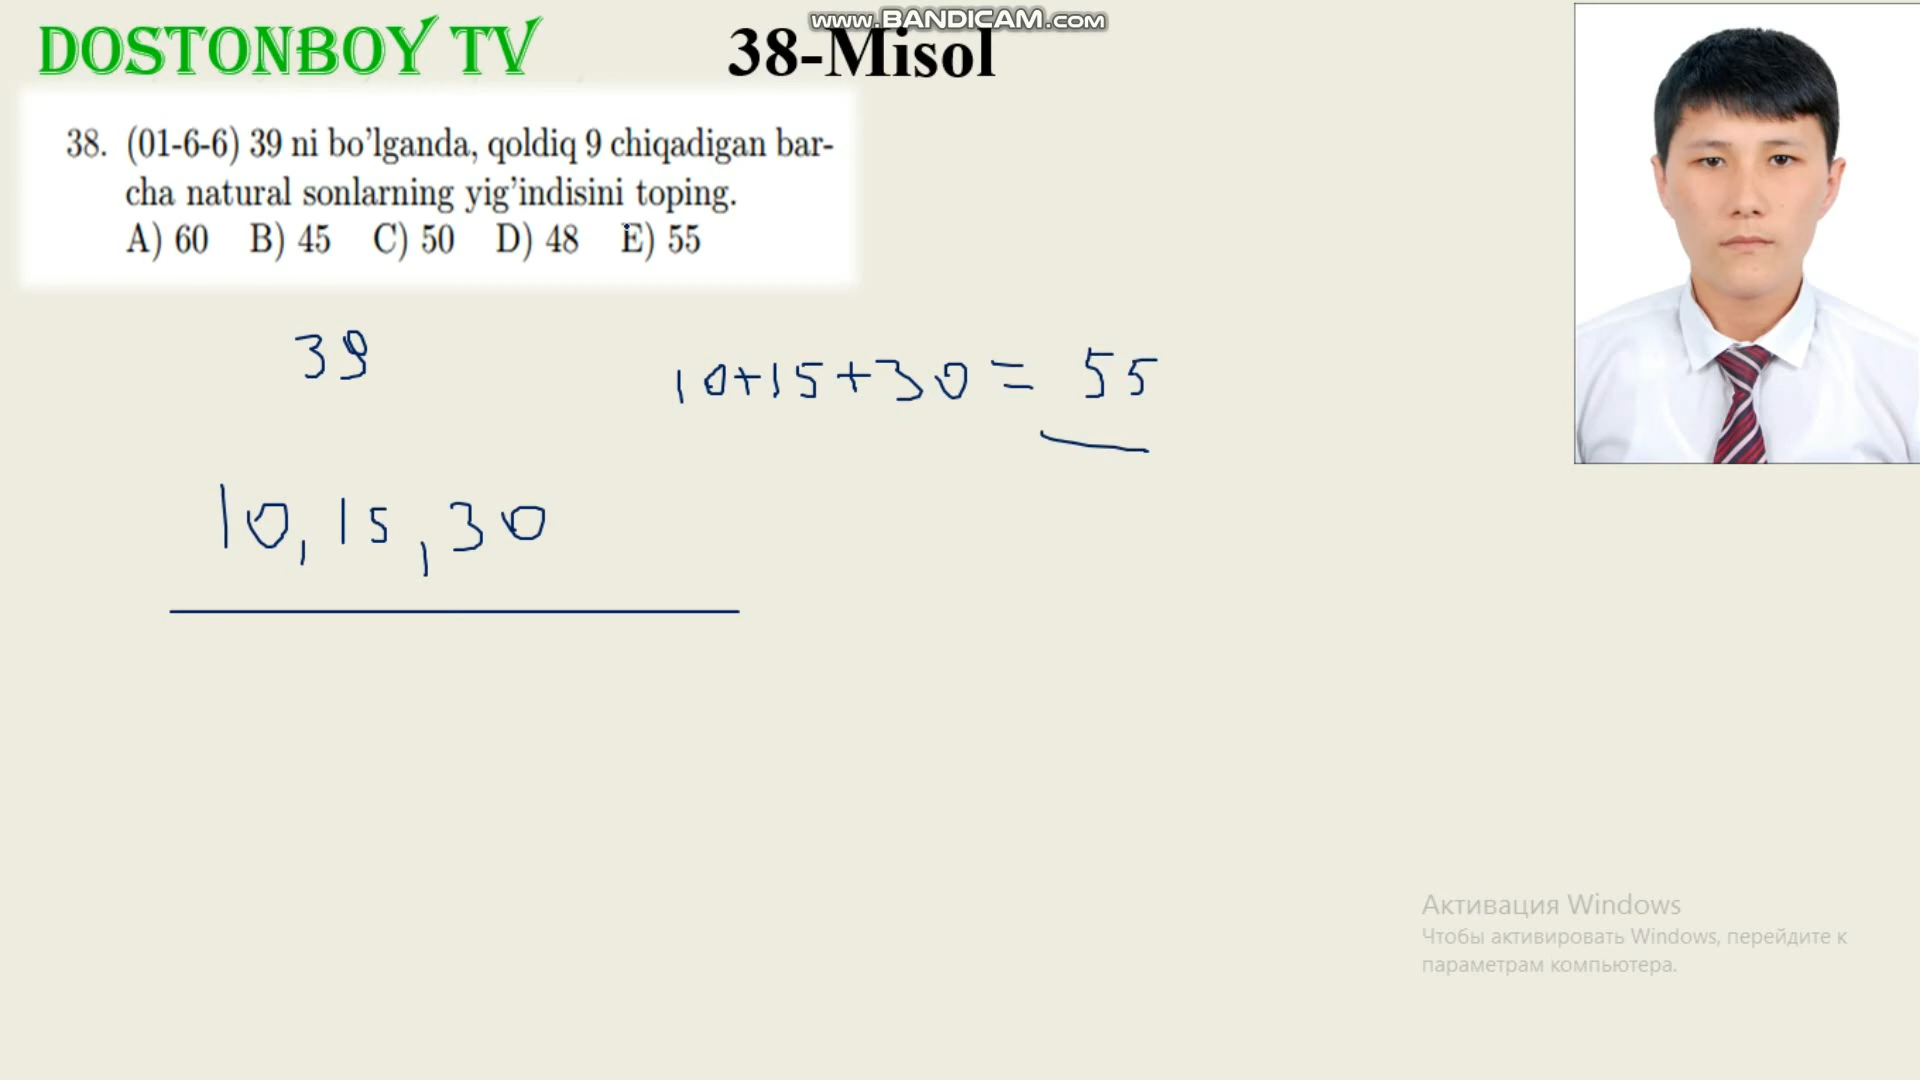 www.BANDICAM.com
DOSTONBOY TV
38-Misol
38. (01-6-6) 39 ni bo'lganda, qoldiq 9 chiqadigan bar-
cha natural sonlarning yig'indisini toping.
A) 60 B) 45 C) 50 D) 48 E) 55
39
10+15+30= 55
10, 15, 30
Активация Windows
Чтобы активировать Windows, перейдите к
параметрам компьютера.